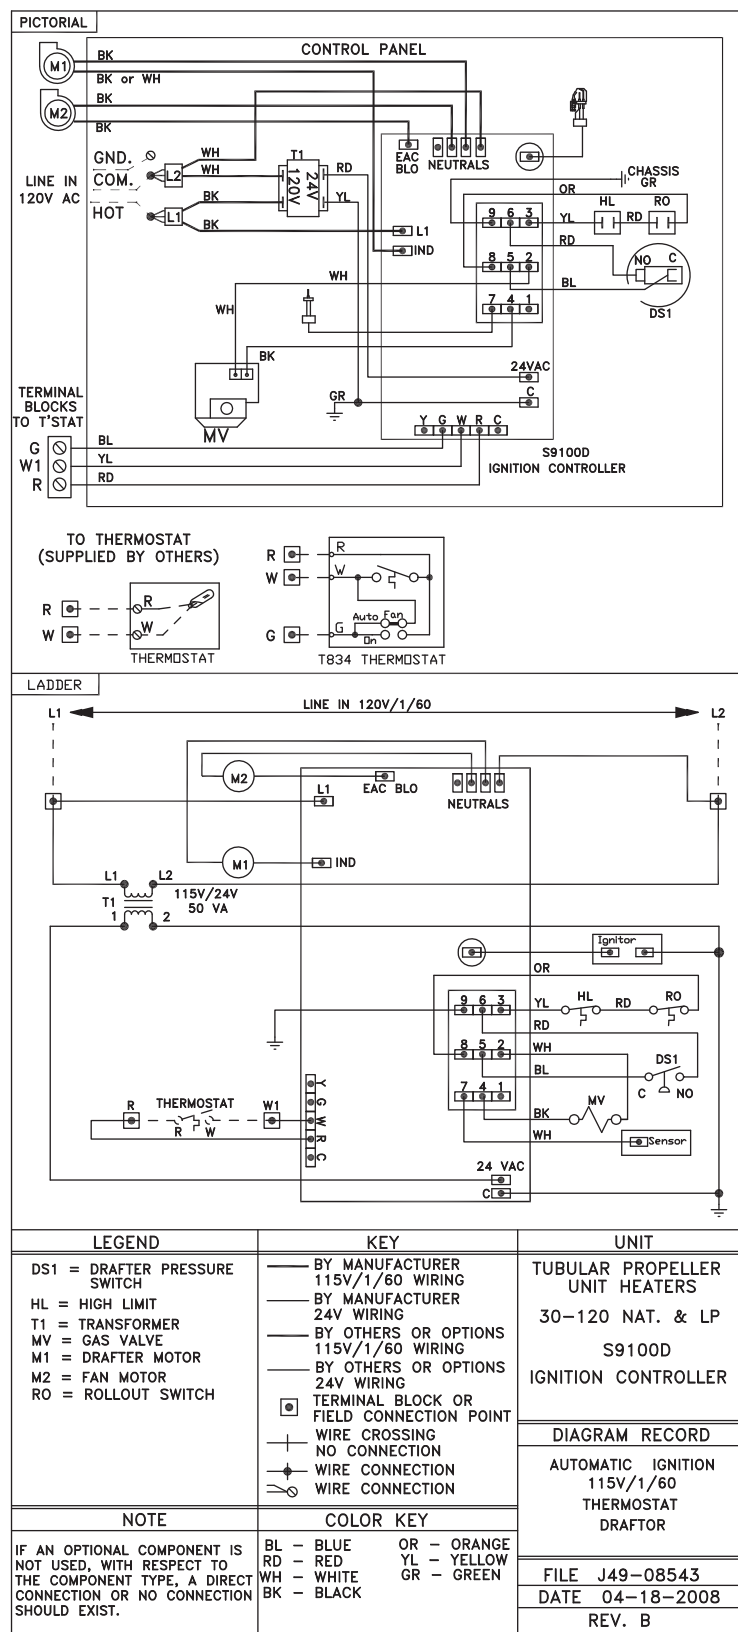 PICTORIAL
CONTROL PANEL
M1
BK
BK or WH
M2
BK
BK
GND.
COM.
HOT
LINE IN
120V AC
L2
L1
WH
WH
BK
BK
T1
120V
24V
RD
YL
EAC
BLO
NEUTRALS
L1
IND
CHASSIS
GR
OR
HL
RO
YL
RD
RD
NO
C
BL
DS1
9 6 3
8 5 2
7 4 1
WH
WH
BK
MV
GR
24VAC
C
Y G W R C
S9100D
IGNITION CONTROLLER
TERMINAL
BLOCKS
TO T'STAT
G
W1
R
BL
YL
RD
TO THERMOSTAT
(SUPPLIED BY OTHERS)
R
W
R
W
THERMOSTAT
R
W
G
R
W
G
Auto
Fan
On
T834 THERMOSTAT
LADDER
L1
LINE IN 120V/1/60
L2
M2
EAC BLO
NEUTRALS
L1
M1
IND
L1
L2
T1
115V/24V
50 VA
1
2
Ignitor
OR
9 6 3
YL
HL
RD
RO
RD
8 5 2
WH
BL
DS1
C
NO
7 4 1
MV
BK
WH
Sensor
R
THERMOSTAT
W1
R
W
Y
G
W
R
C
24 VAC
C
LEGEND
DS1 = DRAFTER PRESSURE
SWITCH
HL = HIGH LIMIT
T1 = TRANSFORMER
MV = GAS VALVE
M1 = DRAFTER MOTOR
M2 = FAN MOTOR
RO = ROLLOUT SWITCH
KEY
BY MANUFACTURER
115V/1/60 WIRING
BY MANUFACTURER
24V WIRING
BY OTHERS OR OPTIONS
115V/1/60 WIRING
BY OTHERS OR OPTIONS
24V WIRING
TERMINAL BLOCK OR
FIELD CONNECTION POINT
WIRE CROSSING
NO CONNECTION
WIRE CONNECTION
WIRE CONNECTION
UNIT
TUBULAR PROPELLER
UNIT HEATERS
30-120 NAT. & LP
S9100D
IGNITION CONTROLLER
DIAGRAM RECORD
AUTOMATIC IGNITION
115V/1/60
THERMOSTAT
DRAFTOR
NOTE
IF AN OPTIONAL COMPONENT IS
NOT USED, WITH RESPECT TO
THE COMPONENT TYPE, A DIRECT
CONNECTION OR NO CONNECTION
SHOULD EXIST.
COLOR KEY
BL - BLUE
RD - RED
WH - WHITE
BK - BLACK
OR - ORANGE
YL - YELLOW
GR - GREEN
FILE J49-08543
DATE 04-18-2008
REV. B